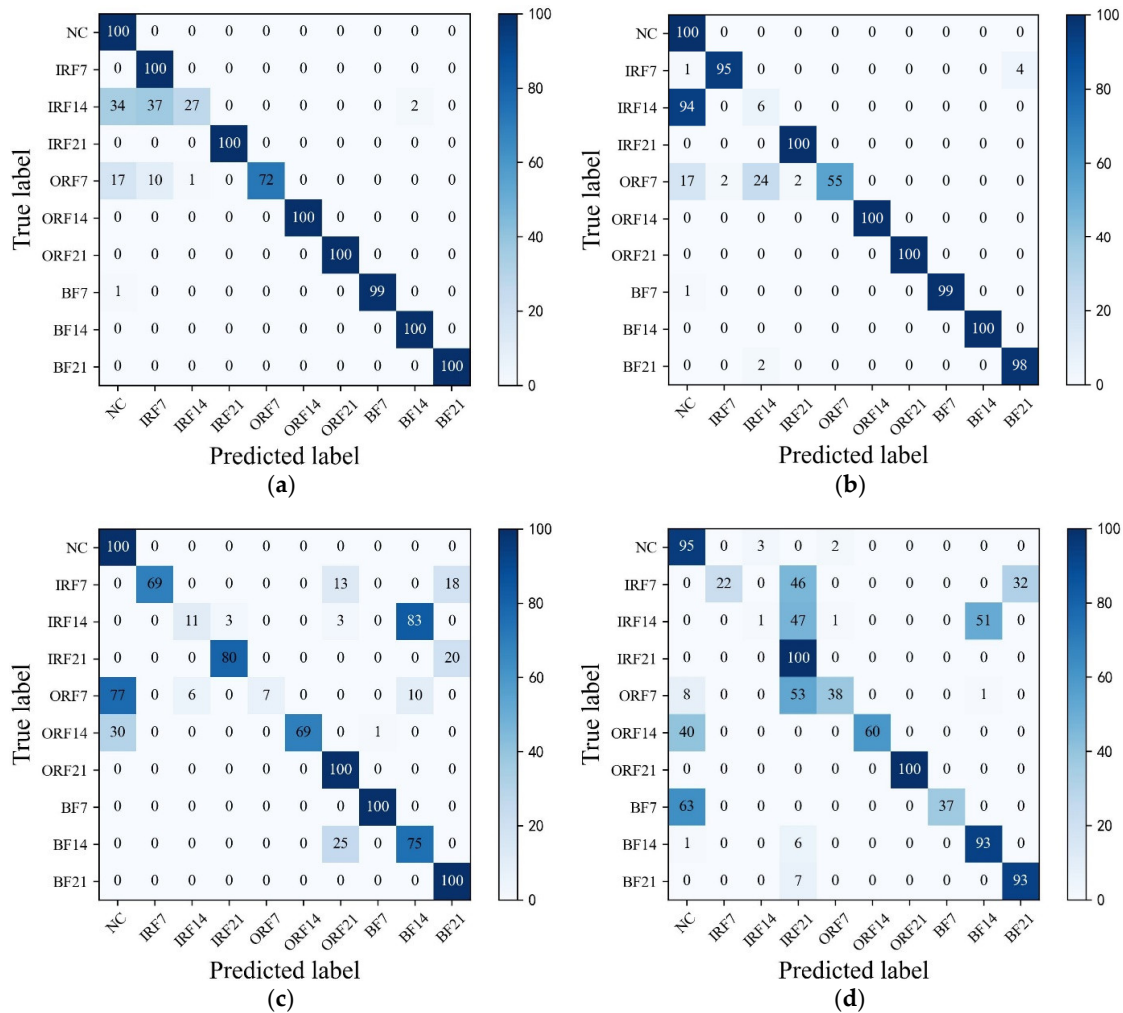 NC 100 0 0 0 0 0 0 0 0 0 100
IRF7 0 100 0 0 0 0 0 0 0 0
IRF14 34 37 27 0 0 0 0 0 2 0 80
IRF21 0 0 0 100 0 0 0 0 0 0
ORF7 17 10 1 0 72 0 0 0 0 0 60
ORF14 0 0 0 0 0 100 0 0 0 0 40
ORF21 0 0 0 0 0 0 100 0 0 0
BF7 1 0 0 0 0 0 0 99 0 0 20
BF14 0 0 0 0 0 0 0 0 100 0
BF21 0 0 0 0 0 0 0 0 0 100 0
True label
NC IRF7 IRF14 IRF21 ORF7 ORF14 ORF21 BF7 BF14 BF21
Predicted label
(a)
NC 100 0 0 0 0 0 0 0 0 0 100
IRF7 1 95 0 0 0 0 0 0 0 4
IRF14 94 0 6 0 0 0 0 0 0 0 80
IRF21 0 0 0 100 0 0 0 0 0 0
ORF7 17 2 24 2 55 0 0 0 0 0 60
ORF14 0 0 0 0 0 100 0 0 0 0 40
ORF21 0 0 0 0 0 0 100 0 0 0
BF7 1 0 0 0 0 0 0 99 0 0 20
BF14 0 0 0 0 0 0 0 0 100 0
BF21 0 0 2 0 0 0 0 0 0 98 0
True label
NC IRF7 IRF14 IRF21 ORF7 ORF14 ORF21 BF7 BF14 BF21
Predicted label
(b)
NC 100 0 0 0 0 0 0 0 0 0 100
IRF7 0 69 0 0 0 0 13 0 0 18
IRF14 0 0 11 3 0 0 3 0 83 0 80
IRF21 0 0 0 80 0 0 0 0 0 20
ORF7 77 0 6 0 7 0 0 0 10 0 60
ORF14 30 0 0 0 0 69 0 1 0 0 40
ORF21 0 0 0 0 0 0 100 0 0 0
BF7 0 0 0 0 0 0 0 100 0 0 20
BF14 0 0 0 0 0 0 25 0 75 0
BF21 0 0 0 0 0 0 0 0 0 100 0
True label
NC IRF7 IRF14 IRF21 ORF7 ORF14 ORF21 BF7 BF14 BF21
Predicted label
(c)
NC 95 0 3 0 2 0 0 0 0 0 100
IRF7 0 22 0 46 0 0 0 0 0 32
IRF14 0 0 1 47 1 0 0 0 51 0 80
IRF21 0 0 0 100 0 0 0 0 0 0
ORF7 8 0 0 53 38 0 0 0 1 0 60
ORF14 40 0 0 0 0 60 0 0 0 0 40
ORF21 0 0 0 0 0 0 100 0 0 0
BF7 63 0 0 0 0 0 0 37 0 0 20
BF14 1 0 0 6 0 0 0 0 93 0
BF21 0 0 0 7 0 0 0 0 0 93 0
True label
NC IRF7 IRF14 IRF21 ORF7 ORF14 ORF21 BF7 BF14 BF21
Predicted label
(d)